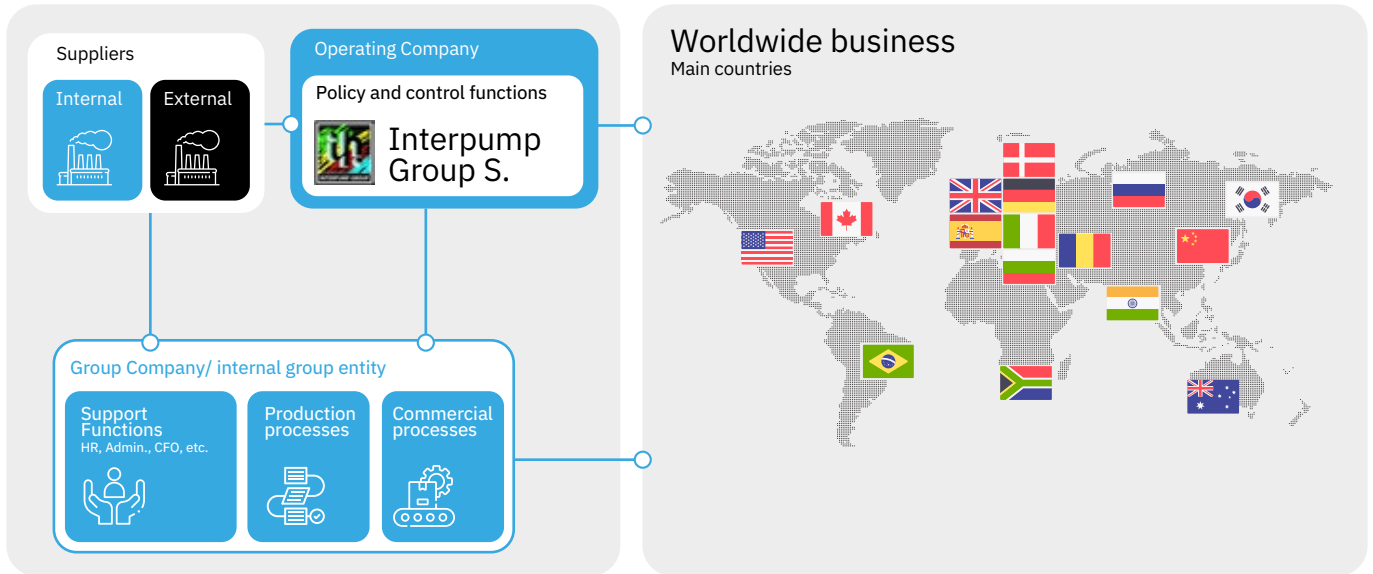 Suppliers
Internal
External
Operating Company
Policy and control functions
Interpump
Group S.
Group Company/ internal group entity
Support
Functions
HR, Admin., CFO, etc.
Production
processes
Commercial
processes
Worldwide business
Main countries